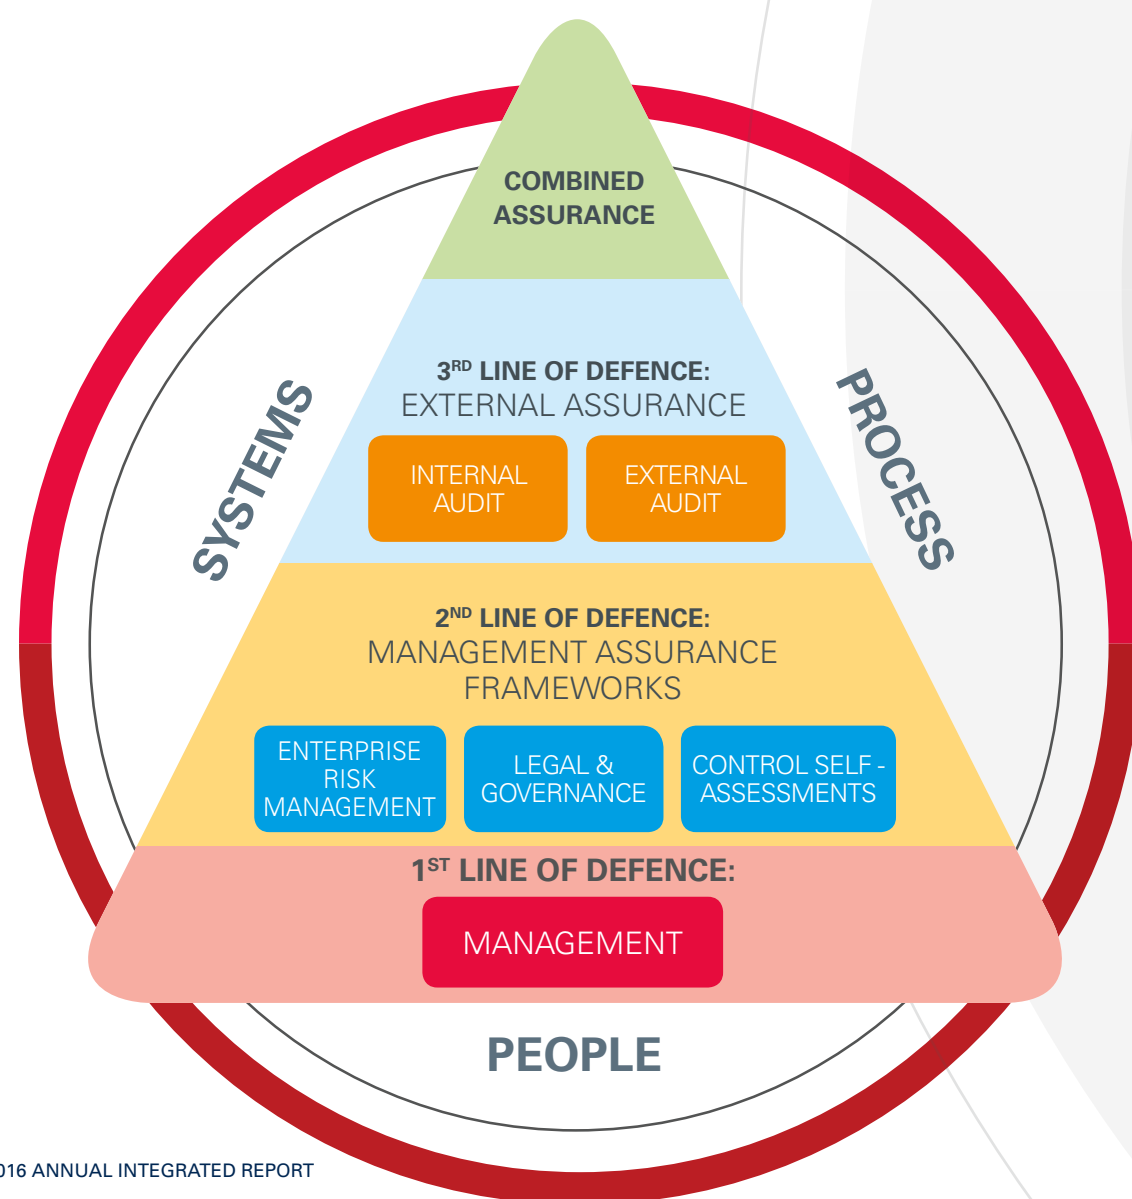 COMBINED
ASSURANCE
3RD LINE OF DEFENCE:
EXTERNAL ASSURANCE
INTERNAL
AUDIT
EXTERNAL
AUDIT
SYSTEMS
PROCESS
2ND LINE OF DEFENCE:
MANAGEMENT ASSURANCE
FRAMEWORKS
ENTERPRISE
RISK
MANAGEMENT
LEGAL &
GOVERNANCE
CONTROL SELF -
ASSESSMENTS
1ST LINE OF DEFENCE:
MANAGEMENT
PEOPLE
ANNUAL INTEGRATED REPORT